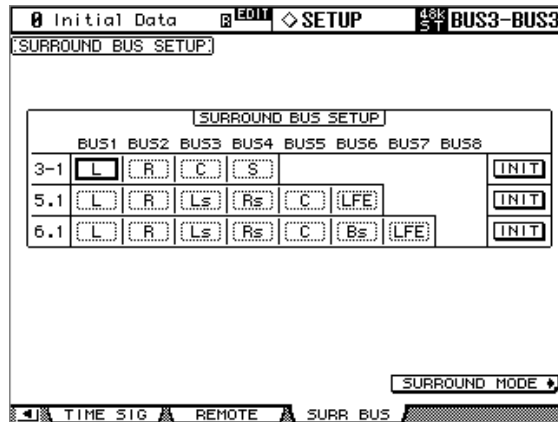 0 Initial Data B EDIT ◇SETUP 48K ST BUS3-BUS3
SURROUND BUS SETUP
SURROUND BUS SETUP
BUS1 BUS2 BUS3 BUS4 BUS5 BUS6 BUS7 BUS8
3-1 L R C S INIT
5.1 L R Ls Rs C LFE INIT
6.1 L R Ls Rs C Bs LFE INIT
SURROUND MODE
TIME SIG REMOTE SURR BUS